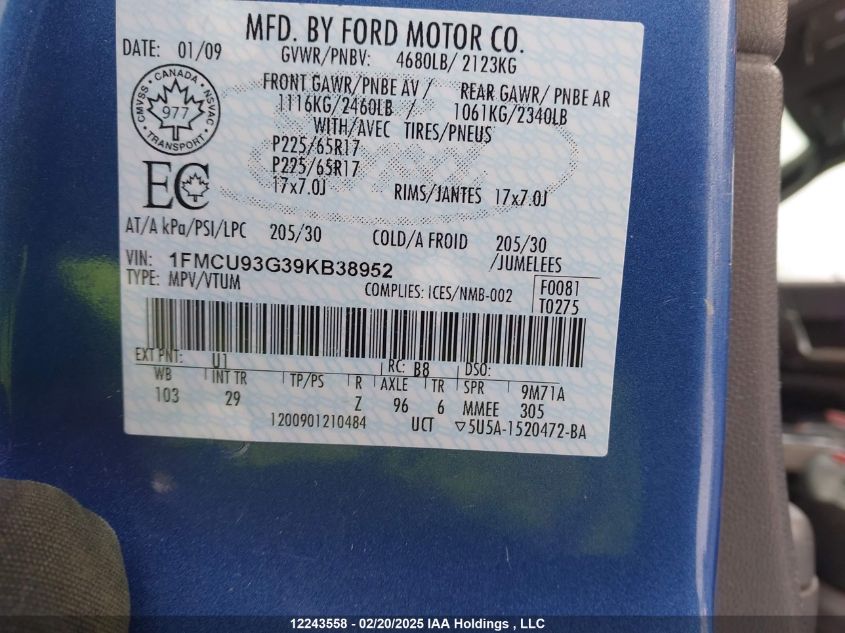 MFD. BY FORD MOTOR CO.
DATE: 01/09 GVWR/PNBV: 4680LB/ 2123KG
FRONT GAWR/PNBE AV / REAR GAWR/ PNBE AR
1116KG/2460LB / 1061KG/2340LB
WITH/AVEC TIRES/PNEUS
P225/65R17
P225/65R17
17x7.0J RIMS/JANTES 17x7.0J
CMVSS • CANADA • NSVAC
977
TRANSPORT
EC
AT/A kPa/PSI/LPC 205/30 COLD/A FROID 205/30
/JUMELEES
VIN: 1FMCU93G39KB38952
TYPE: MPV/VTUM COMPLIES: ICES/NMB-002
F0081
T0275
EXT PNT: U1 RC: B8 DSO:
WB INT TR TP/PS R AXLE TR SPR 9M71A
103 29 Z 96 6 MMEE 305
1200901210484 UCT ▽5U5A-1520472-BA
12243558 - 02/20/2025 IAA Holdings , LLC